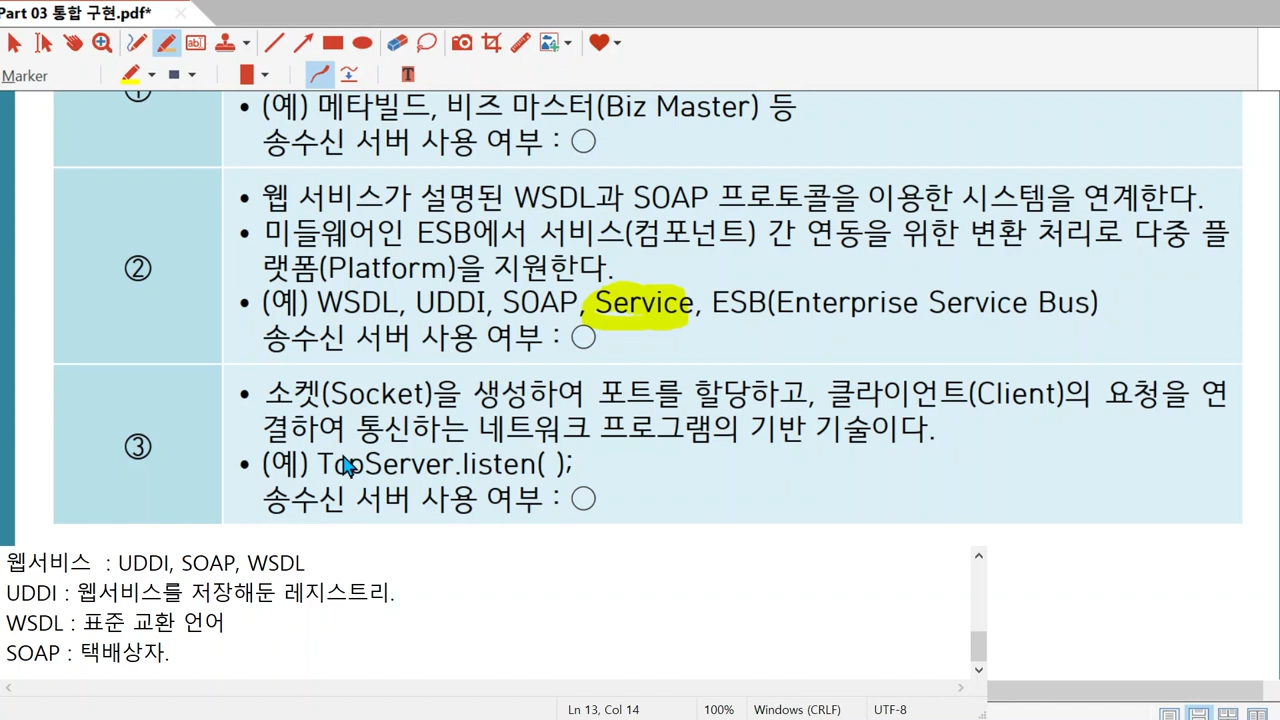 Part 03 통합 구현.pdf*
Marker
①
• (예) 메타빌드, 비즈 마스터(Biz Master) 등
송수신 서버 사용 여부 : ○
②
• 웹 서비스가 설명된 WSDL과 SOAP 프로토콜을 이용한 시스템을 연계한다.
• 미들웨어인 ESB에서 서비스(컴포넌트) 간 연동을 위한 변환 처리로 다중 플
랫폼(Platform)을 지원한다.
• (예) WSDL, UDDI, SOAP, Service, ESB(Enterprise Service Bus)
송수신 서버 사용 여부 : ○
③
• 소켓(Socket)을 생성하여 포트를 할당하고, 클라이언트(Client)의 요청을 연
결하여 통신하는 네트워크 프로그램의 기반 기술이다.
• (예) TcpServer.listen( );
송수신 서버 사용 여부 : ○
웹서비스 : UDDI, SOAP, WSDL
UDDI : 웹서비스를 저장해둔 레지스트리.
WSDL : 표준 교환 언어
SOAP : 택배상자.
Ln 13, Col 14 100% Windows (CRLF) UTF-8